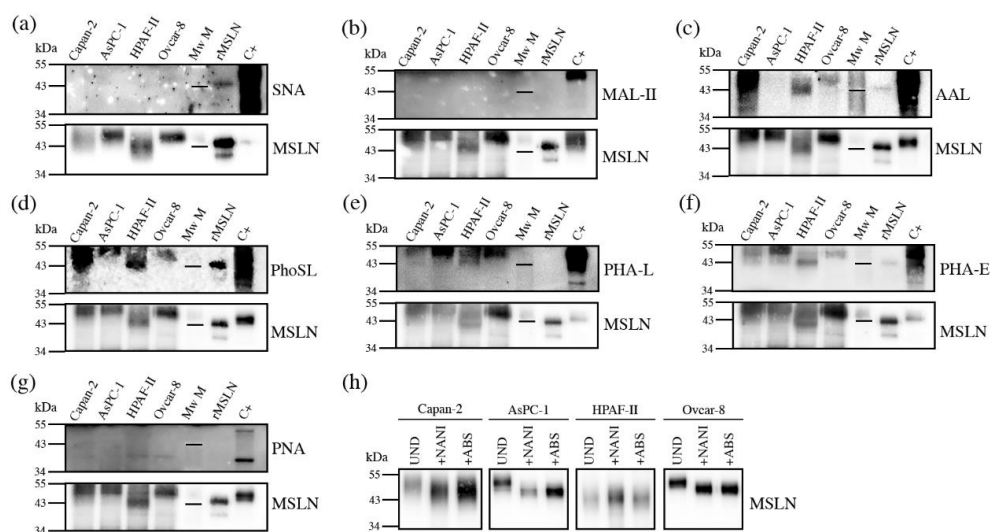 (a)
Capan-2 AsPC-1 HPAF-II Ovcar-8 Mw M rMSLN C+
kDa
55
43
34
SNA
55
43
34
MSLN
(b)
Capan-2 AsPC-1 HPAF-II Ovcar-8 Mw M rMSLN C+
kDa
55
43
34
MAL-II
55
43
34
MSLN
(c)
Capan-2 AsPC-1 HPAF-II Ovcar-8 Mw M rMSLN C+
kDa
55
43
34
AAL
55
43
34
MSLN
(d)
Capan-2 AsPC-1 HPAF-II Ovcar-8 Mw M rMSLN C+
kDa
55
43
34
PhoSL
55
43
34
MSLN
(e)
Capan-2 AsPC-1 HPAF-II Ovcar-8 Mw M rMSLN C+
kDa
55
43
34
PHA-L
55
43
34
MSLN
(f)
Capan-2 AsPC-1 HPAF-II Ovcar-8 Mw M rMSLN C+
kDa
55
43
34
PHA-E
55
43
34
MSLN
(g)
Capan-2 AsPC-1 HPAF-II Ovcar-8 Mw M rMSLN C+
kDa
55
43
34
PNA
55
43
34
MSLN
(h)
Capan-2 AsPC-1 HPAF-II Ovcar-8
UND +NANI +ABS UND +NANI +ABS UND +NANI +ABS UND +NANI +ABS
kDa
55
43
34
MSLN